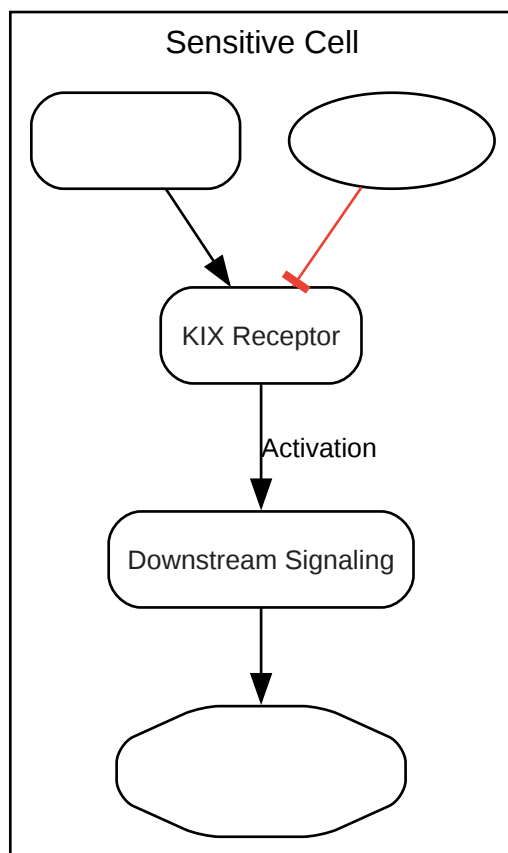 Sensitive Cell
KIX Receptor
Activation
Downstream Signaling